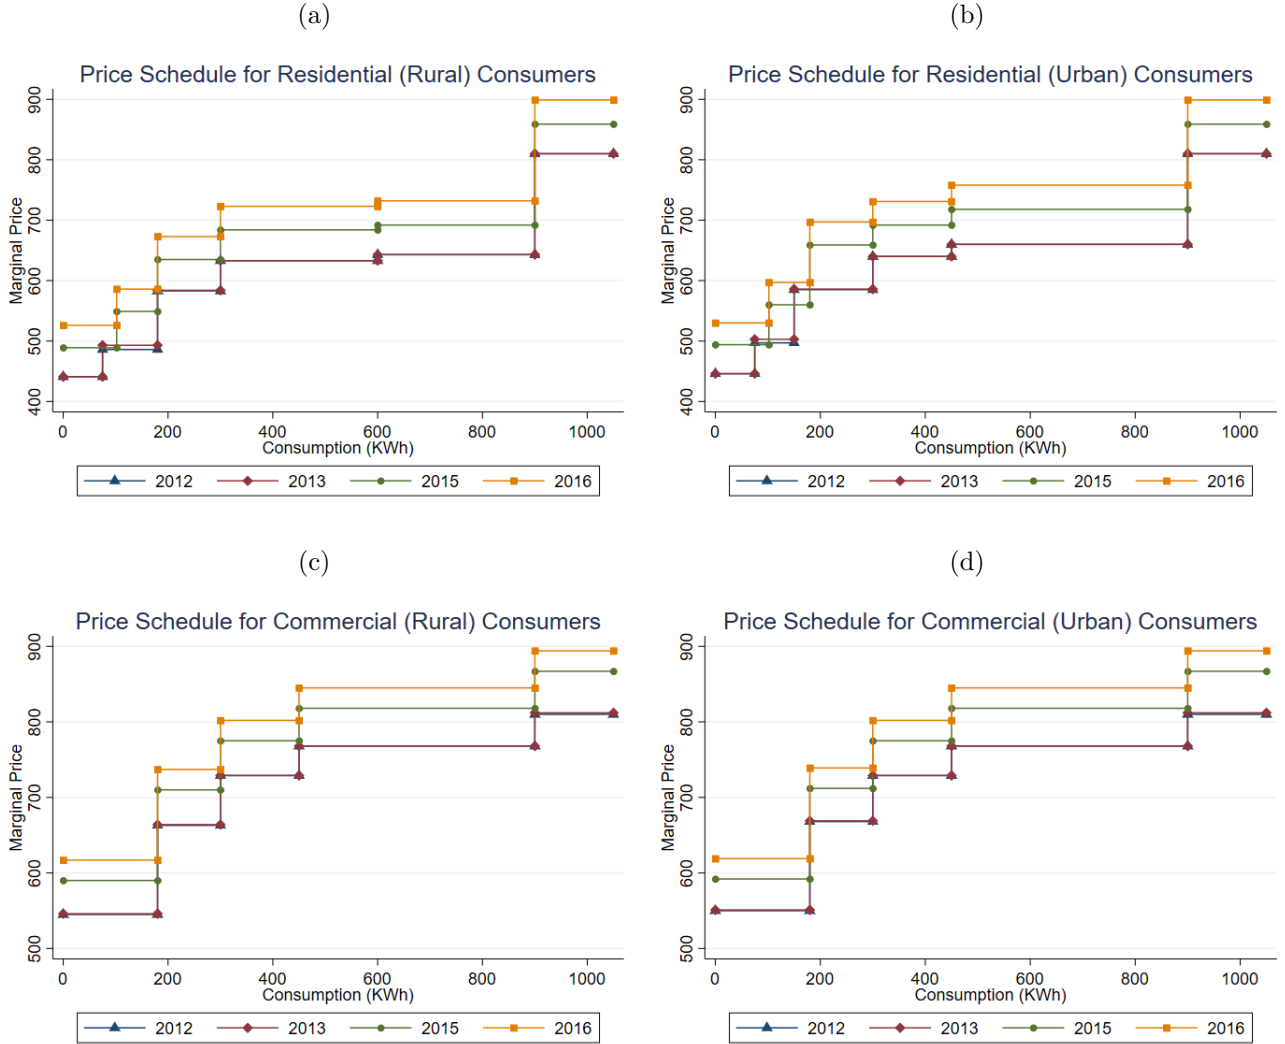 (a)
Price Schedule for Residential (Rural) Consumers
Marginal Price
900
800
700
600
500
400
0 200 400 600 800 1000
Consumption (KWh)
2012 2013 2015 2016
(b)
Price Schedule for Residential (Urban) Consumers
Marginal Price
900
800
700
600
500
400
0 200 400 600 800 1000
Consumption (KWh)
2012 2013 2015 2016
(c)
Price Schedule for Commercial (Rural) Consumers
Marginal Price
900
800
700
600
500
0 200 400 600 800 1000
Consumption (KWh)
2012 2013 2015 2016
(d)
Price Schedule for Commercial (Urban) Consumers
Marginal Price
900
800
700
600
500
0 200 400 600 800 1000
Consumption (KWh)
2012 2013 2015 2016